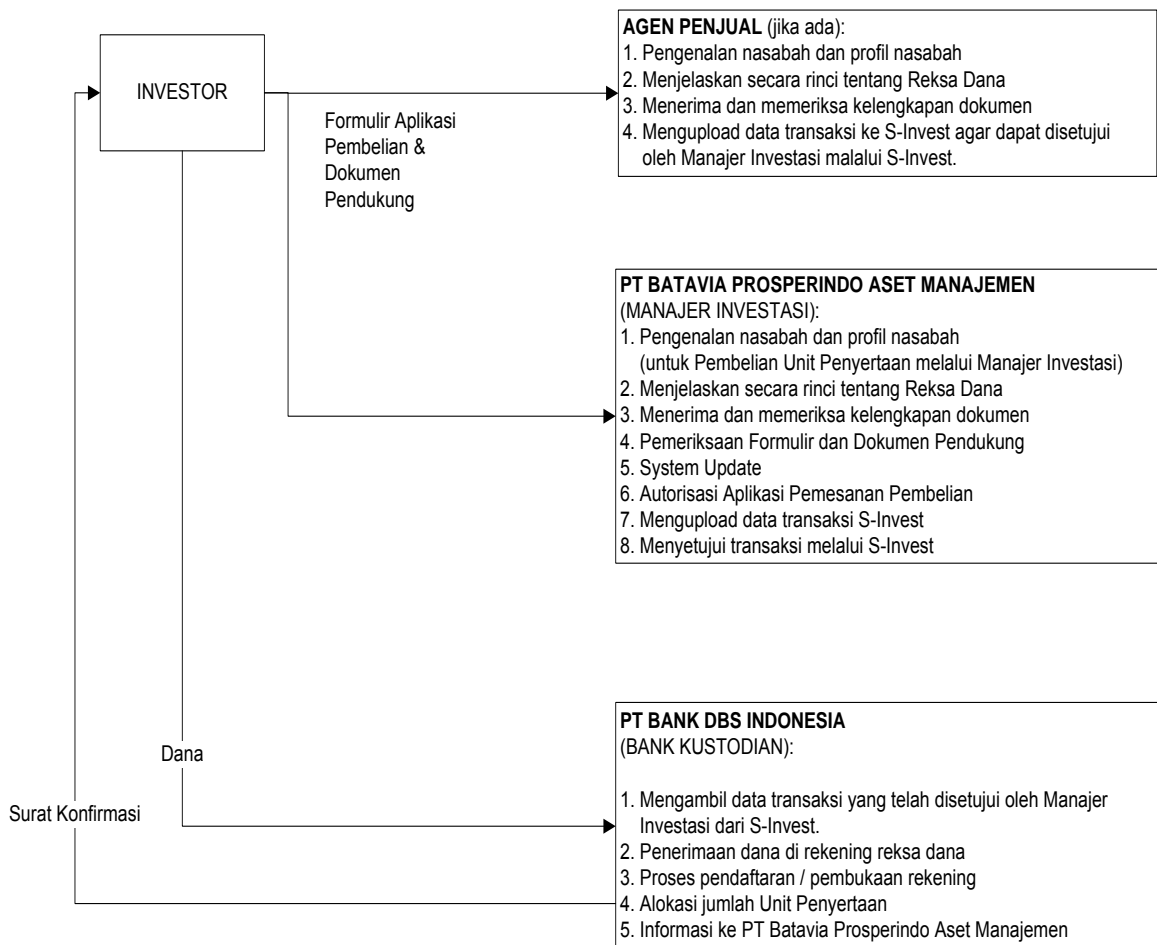 INVESTOR
Formulir Aplikasi
Pembelian &
Dokumen
Pendukung
AGEN PENJUAL (jika ada):
1. Pengenalan nasabah dan profil nasabah
2. Menjelaskan secara rinci tentang Reksa Dana
3. Menerima dan memeriksa kelengkapan dokumen
4. Mengupload data transaksi ke S-Invest agar dapat disetujui
oleh Manajer Investasi malalui S-Invest.
PT BATAVIA PROSPERINDO ASET MANAJEMEN
(MANAJER INVESTASI):
1. Pengenalan nasabah dan profil nasabah
(untuk Pembelian Unit Penyertaan melalui Manajer Investasi)
2. Menjelaskan secara rinci tentang Reksa Dana
3. Menerima dan memeriksa kelengkapan dokumen
4. Pemeriksaan Formulir dan Dokumen Pendukung
5. System Update
6. Autorisasi Aplikasi Pemesanan Pembelian
7. Mengupload data transaksi S-Invest
8. Menyetujui transaksi melalui S-Invest
Dana
Surat Konfirmasi
PT BANK DBS INDONESIA
(BANK KUSTODIAN):
1. Mengambil data transaksi yang telah disetujui oleh Manajer
Investasi dari S-Invest.
2. Penerimaan dana di rekening reksa dana
3. Proses pendaftaran / pembukaan rekening
4. Alokasi jumlah Unit Penyertaan
5. Informasi ke PT Batavia Prosperindo Aset Manajemen